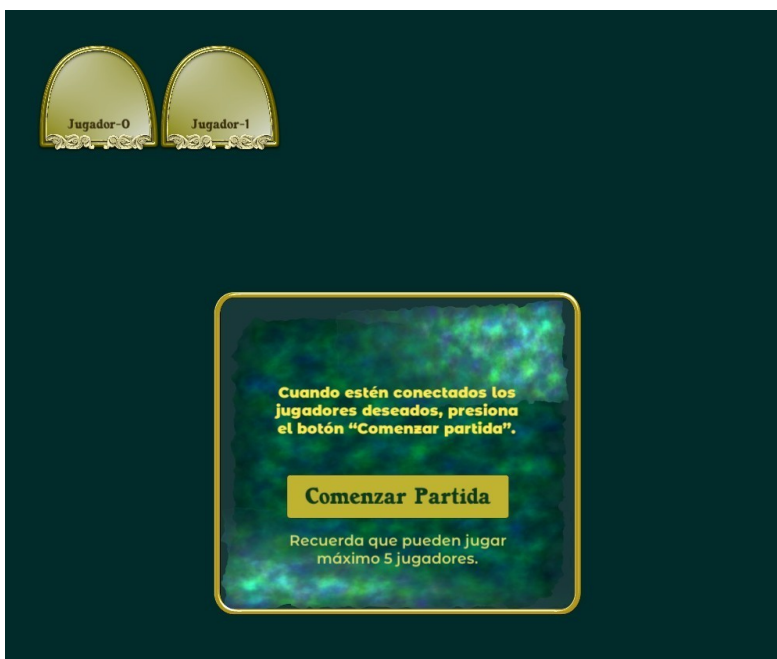 Jugador-0
Jugador-1
Cuando estén conectados los
jugadores deseados, presiona
el botón “Comenzar partida”.
Comenzar Partida
Recuerda que pueden jugar
máximo 5 jugadores.